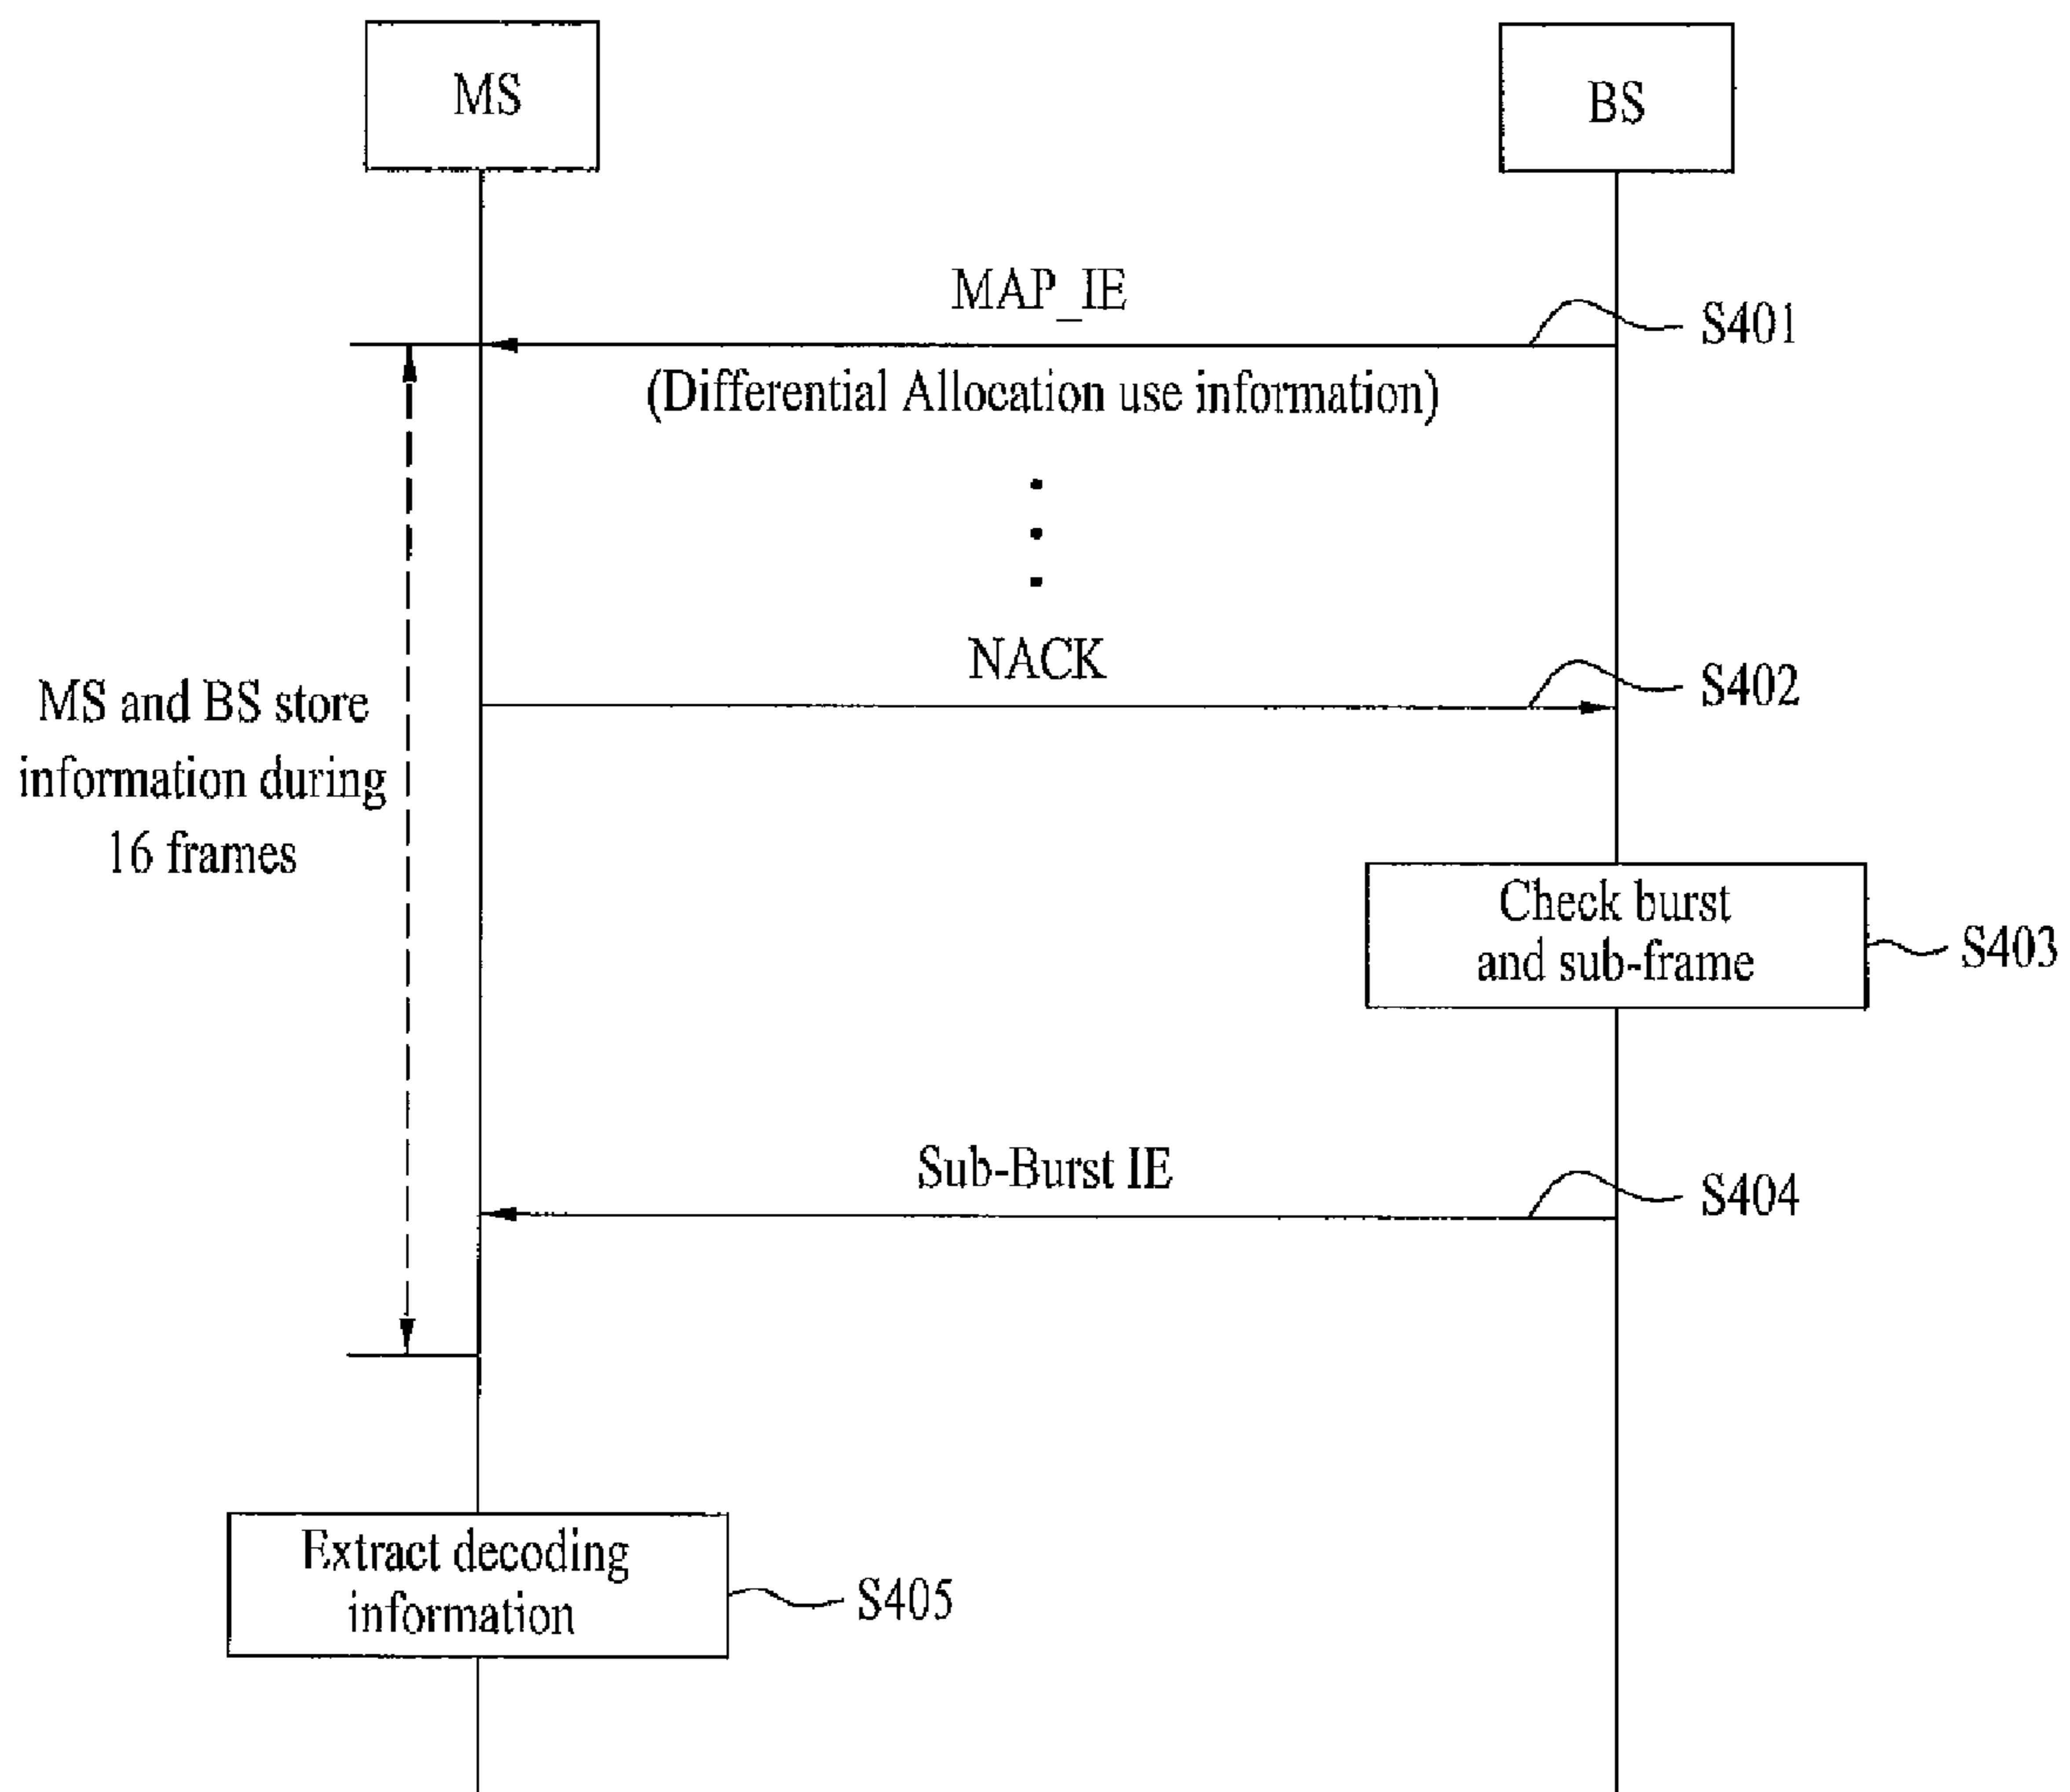 MS
BS
MAP_IE
S401
(Differential Allocation use information)
NACK
S402
MS and BS store
information during
16 frames
Check burst
and sub-frame
S403
Sub-Burst IE
S404
Extract decoding
information
S405